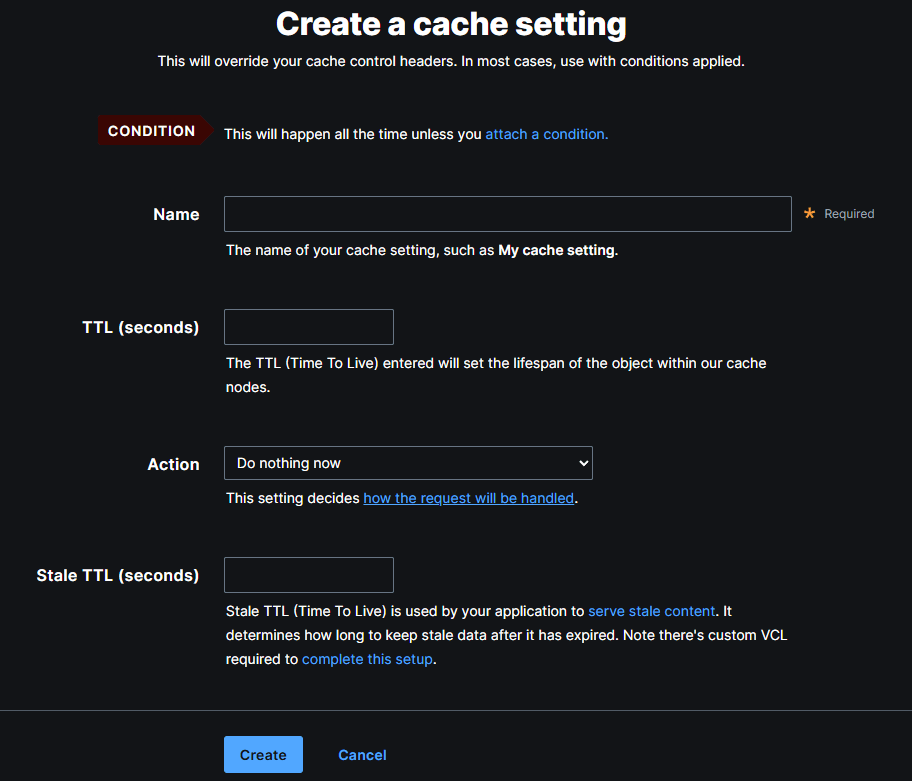 Create a cache setting
This will override your cache control headers. In most cases, use with conditions applied.
CONDITION This will happen all the time unless you attach a condition.
Name
* Required
The name of your cache setting, such as My cache setting.
TTL (seconds)
The TTL (Time To Live) entered will set the lifespan of the object within our cache
nodes.
Action
Do nothing now
This setting decides how the request will be handled.
Stale TTL (seconds)
Stale TTL (Time To Live) is used by your application to serve stale content. It
determines how long to keep stale data after it has expired. Note there's custom VCL
required to complete this setup.
Create Cancel